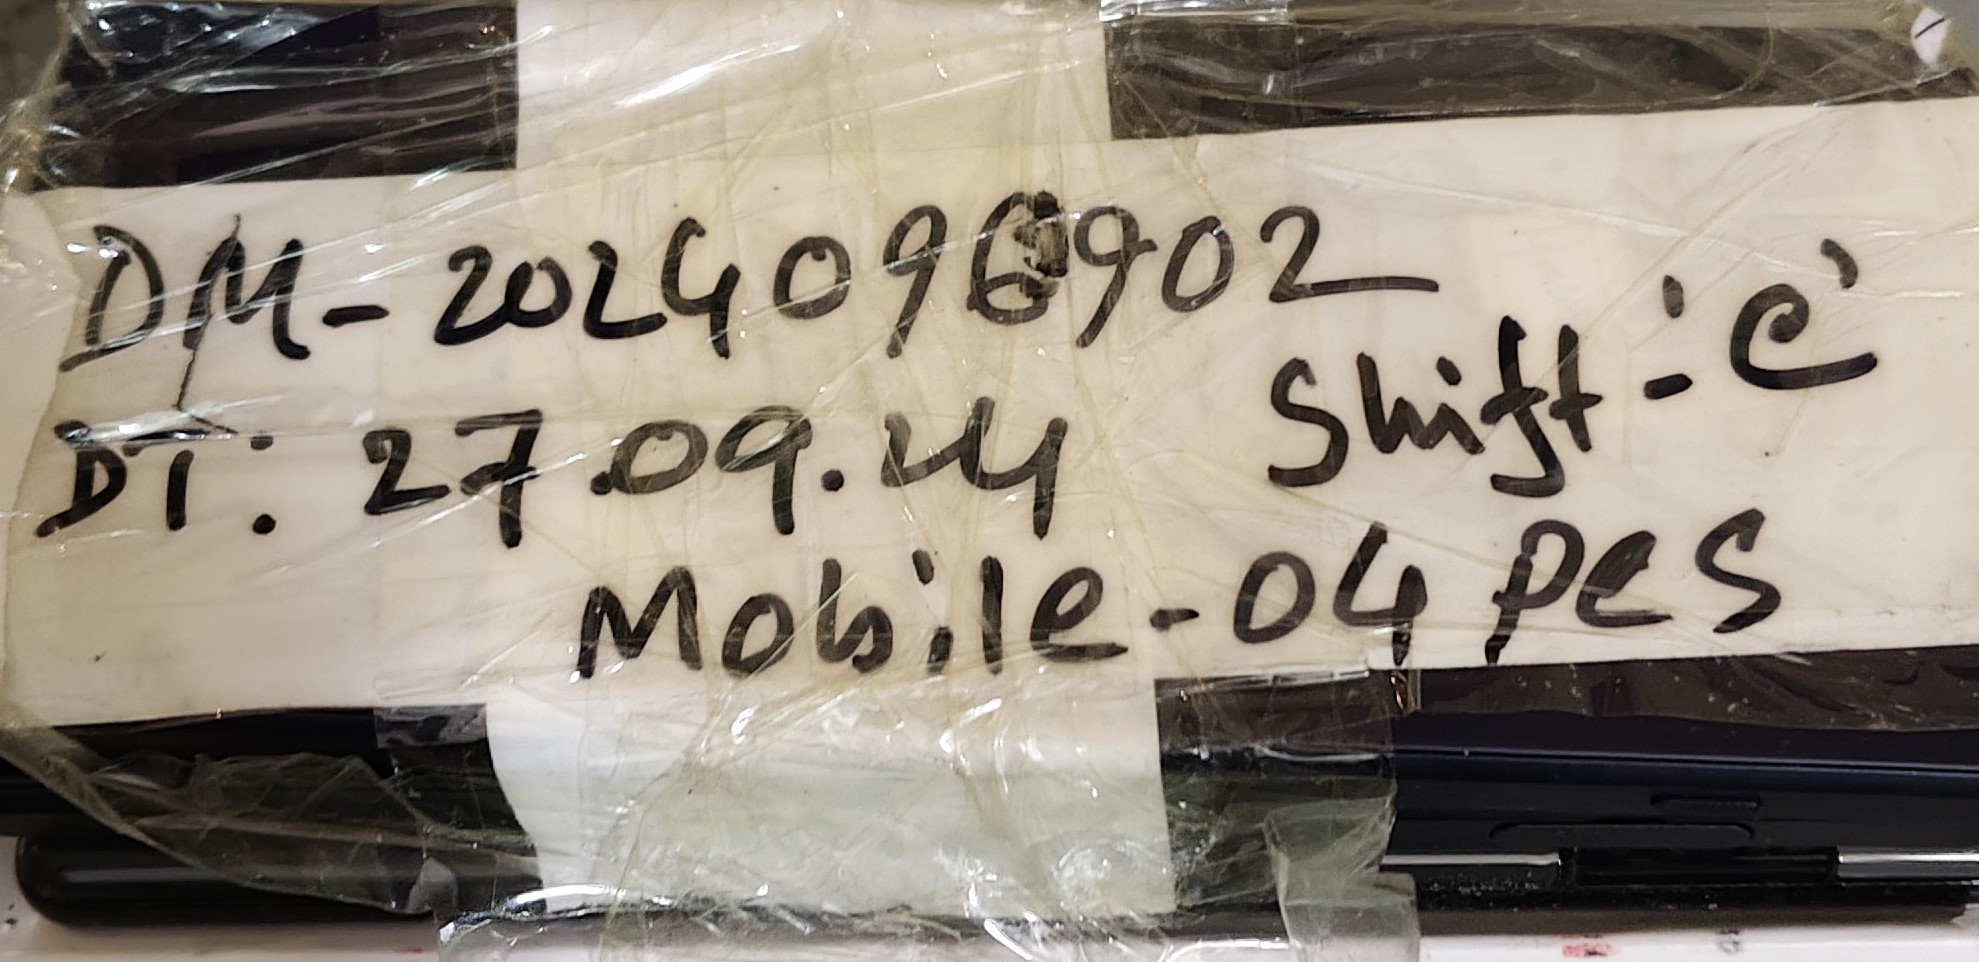 DM-2024096902
Shift:- 'C'
DT: 27.09.24
Mobile-04 Pcs